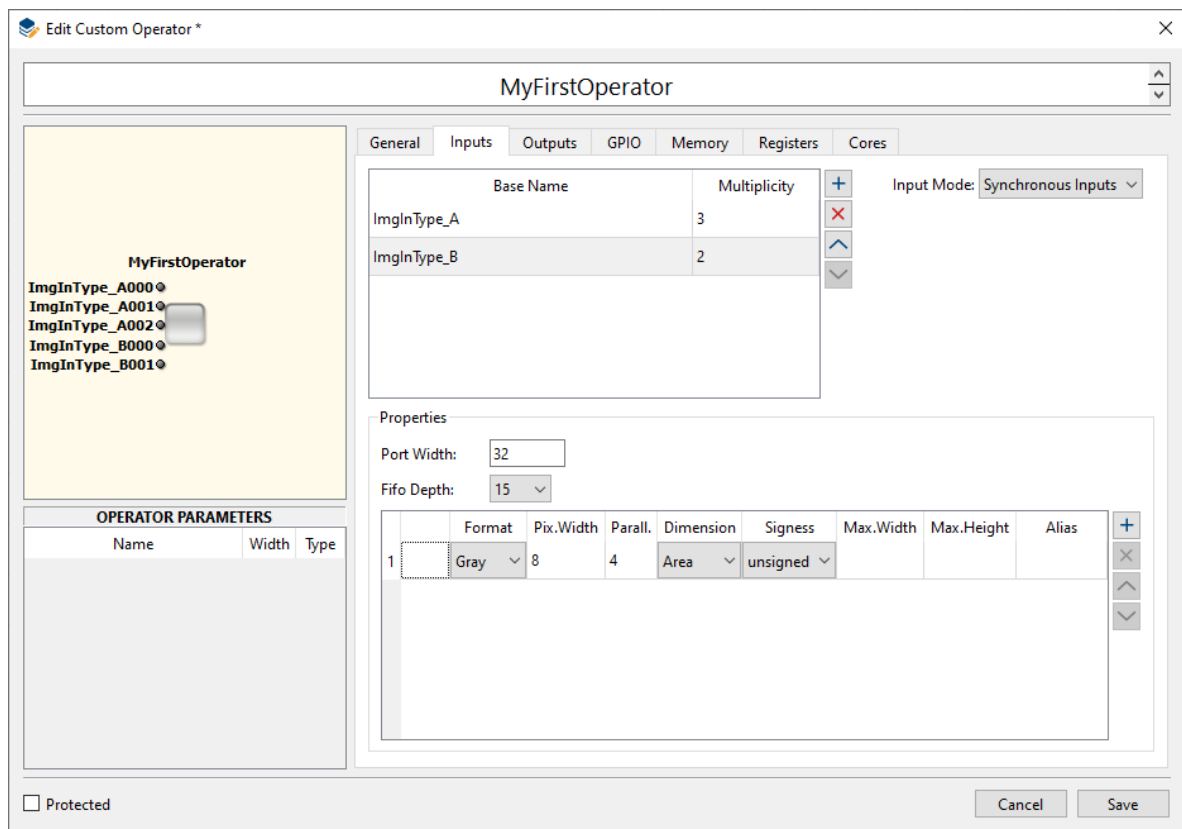 Edit Custom Operator *
MyFirstOperator
General Inputs Outputs GPIO Memory Registers Cores
Base Name Multiplicity
ImgInType_A 3
ImgInType_B 2
Input Mode: Synchronous Inputs
MyFirstOperator
ImgInType_A000
ImgInType_A001
ImgInType_A002
ImgInType_B000
ImgInType_B001
Properties
Port Width: 32
Fifo Depth: 15
Format Pix.Width Parall. Dimension Signess Max.Width Max.Height Alias
1 Gray 8 4 Area unsigned
OPERATOR PARAMETERS
Name Width Type
Protected
Cancel Save